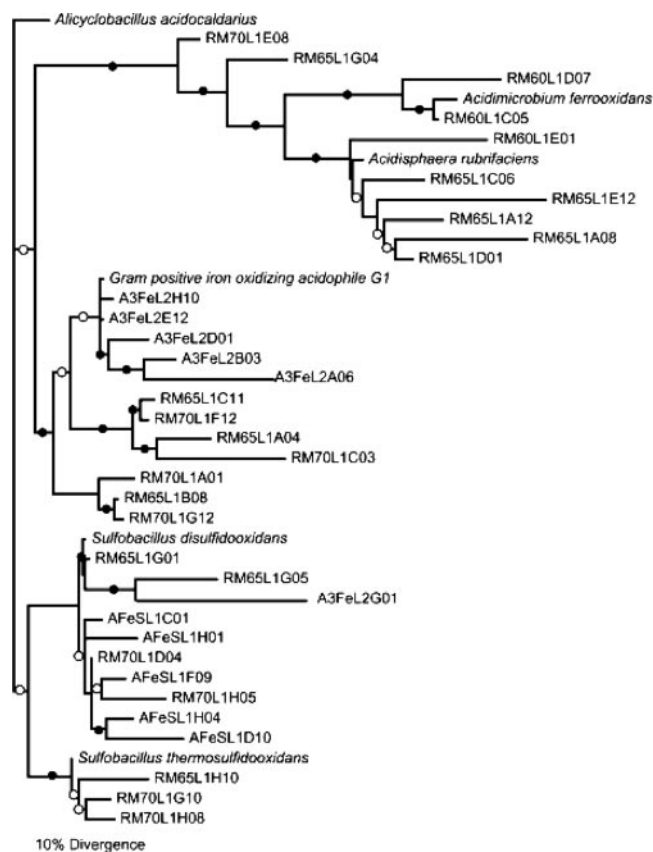 Alicyclobacillus acidocaldarius
RM70L1E08
RM65L1G04
RM60L1D07
Acidimicrobium ferrooxidans
RM60L1C05
RM60L1E01
Acidisphaera rubrifaciens
RM65L1C06
RM65L1E12
RM65L1A12
RM65L1A08
RM65L1D01
Gram positive iron oxidizing acidophile G1
A3FeL2H10
A3FeL2E12
A3FeL2D01
A3FeL2B03
A3FeL2A06
RM65L1C11
RM70L1F12
RM65L1A04
RM70L1C03
RM70L1A01
RM65L1B08
RM70L1G12
Sulfobacillus disulfidooxidans
RM65L1G01
RM65L1G05
A3FeL2G01
AFeSL1C01
AFeSL1H01
RM70L1D04
AFeSL1F09
RM70L1H05
AFeSL1H04
AFeSL1D10
Sulfobacillus thermosulfidooxidans
RM65L1H10
RM70L1G10
RM70L1H08
10% Divergence